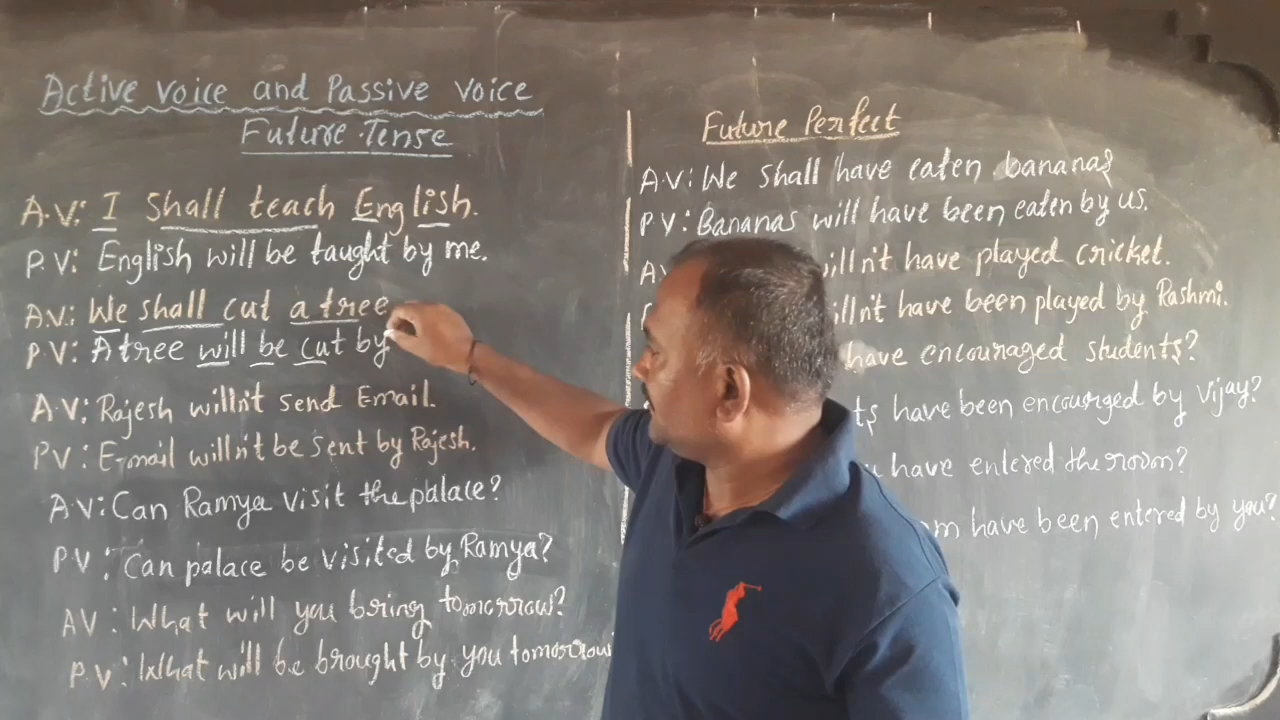 Active Voice and Passive Voice
Future Tense
A.V: I shall teach English.
P.V: English will be taught by me.
A.V: We shall cut a tree
P.V: A tree will be cut by
A.V: Rajesh willn't send Email.
P.V: E-mail willn't be sent by Rajesh.
A.V: Can Ramya visit the palace?
P.V: Can palace be visited by Ramya?
A.V: What will you bring tomorrow?
P.V: What will be brought by you tomorrow
Future Perfect
A.V: We shall have eaten bananas
P.V: Bananas will have been eaten by us.
illn't have played cricket.
illn't have been played by Rashmi.
have encouraged students?
ts have been encourged by Vijay?
have entered the room?
m have been entered by you?